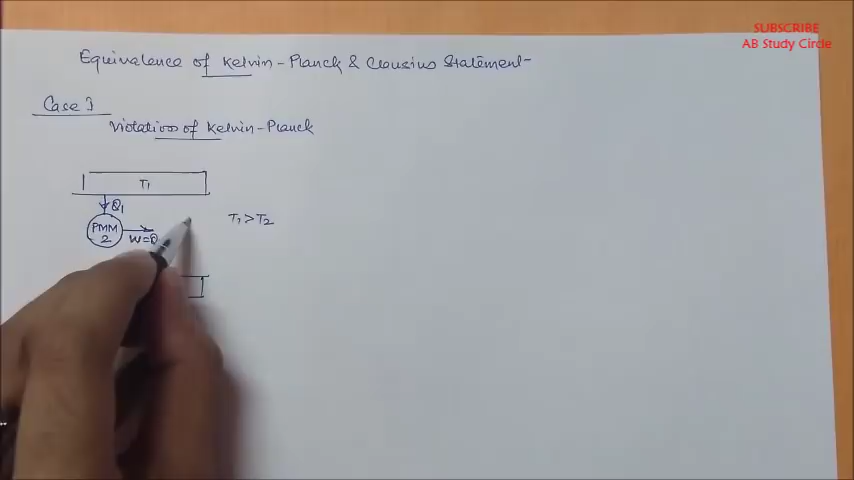 SUBSCRIBE
AB Study Circle
Equivalence of Kelvin-Planck & Clausius Statement-
Case I
Violation of Kelvin-Planck
T1
Q1
PMM
2
W=Q
T1>T2